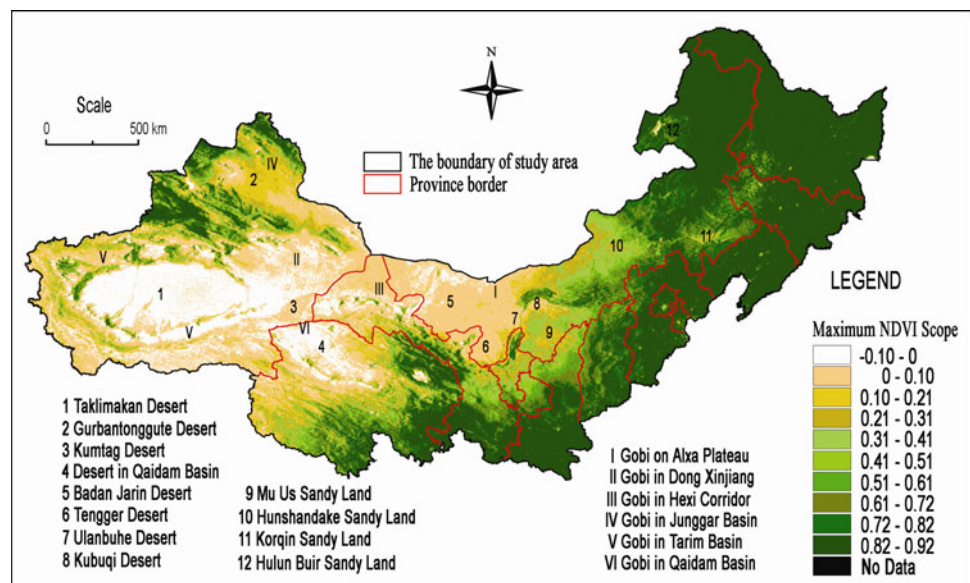 N
Scale
0 500 km
The boundary of study area
Province border
IV
2
12
V
II
III
1
3
5
I
10
11
8
7
9
VI
V
4
6
LEGEND
Maximum NDVI Scope
-0.10 - 0
0 - 0.10
0.10 - 0.21
0.21 - 0.31
0.31 - 0.41
0.41 - 0.51
0.51 - 0.61
0.61 - 0.72
0.72 - 0.82
0.82 - 0.92
No Data
1 Taklimakan Desert
2 Gurbantonggute Desert
3 Kumtag Desert
4 Desert in Qaidam Basin
5 Badan Jarin Desert
6 Tengger Desert
7 Ulanbuhe Desert
8 Kubuqi Desert
9 Mu Us Sandy Land
10 Hunshandake Sandy Land
11 Korqin Sandy Land
12 Hulun Buir Sandy Land
I Gobi on Alxa Plateau
II Gobi in Dong Xinjiang
III Gobi in Hexi Corridor
IV Gobi in Junggar Basin
V Gobi in Tarim Basin
VI Gobi in Qaidam Basin